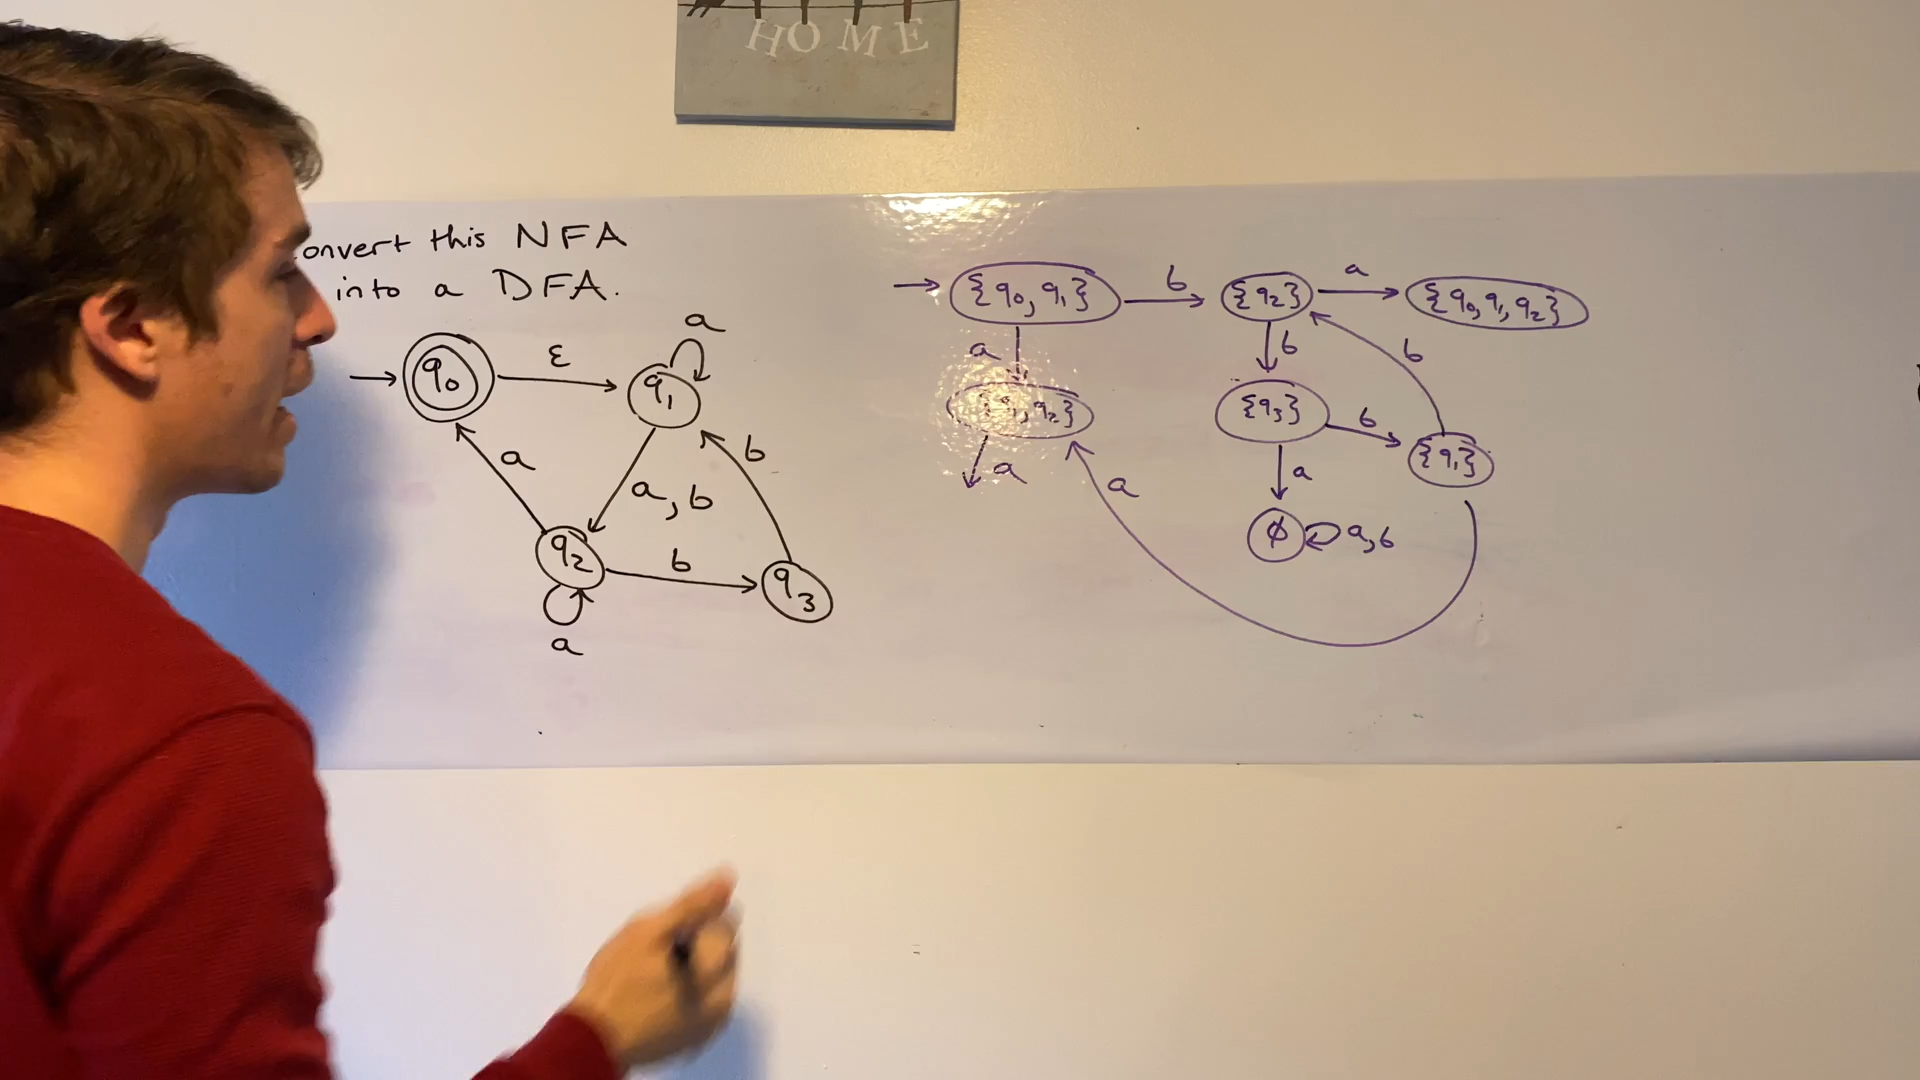 HOME
onvert this NFA
into a DFA.
a
q0
ε
q1
a
b
a,b
q2
b
q3
a
{q0, q1}
b
{q2}
a
{q0,q1,q2}
a
b
b
{q1,q2}
{q3}
b
{q1}
a
a
a
ϕ
a,b